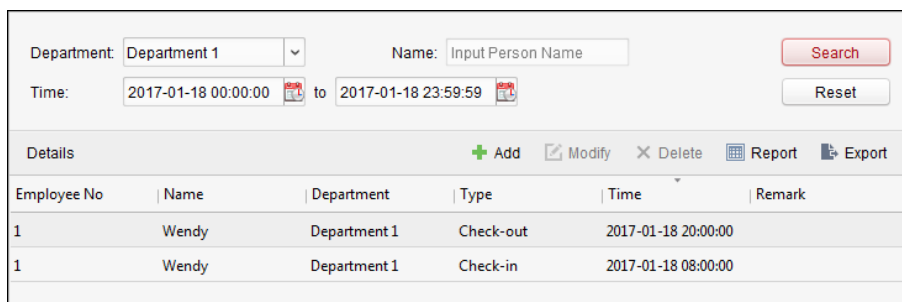 Department: Department 1 Name: Input Person Name Search
Time: 2017-01-18 00:00:00 to 2017-01-18 23:59:59 Reset
Details Add Modify Delete Report Export
Employee No Name Department Type Time Remark
1 Wendy Department 1 Check-out 2017-01-18 20:00:00
1 Wendy Department 1 Check-in 2017-01-18 08:00:00